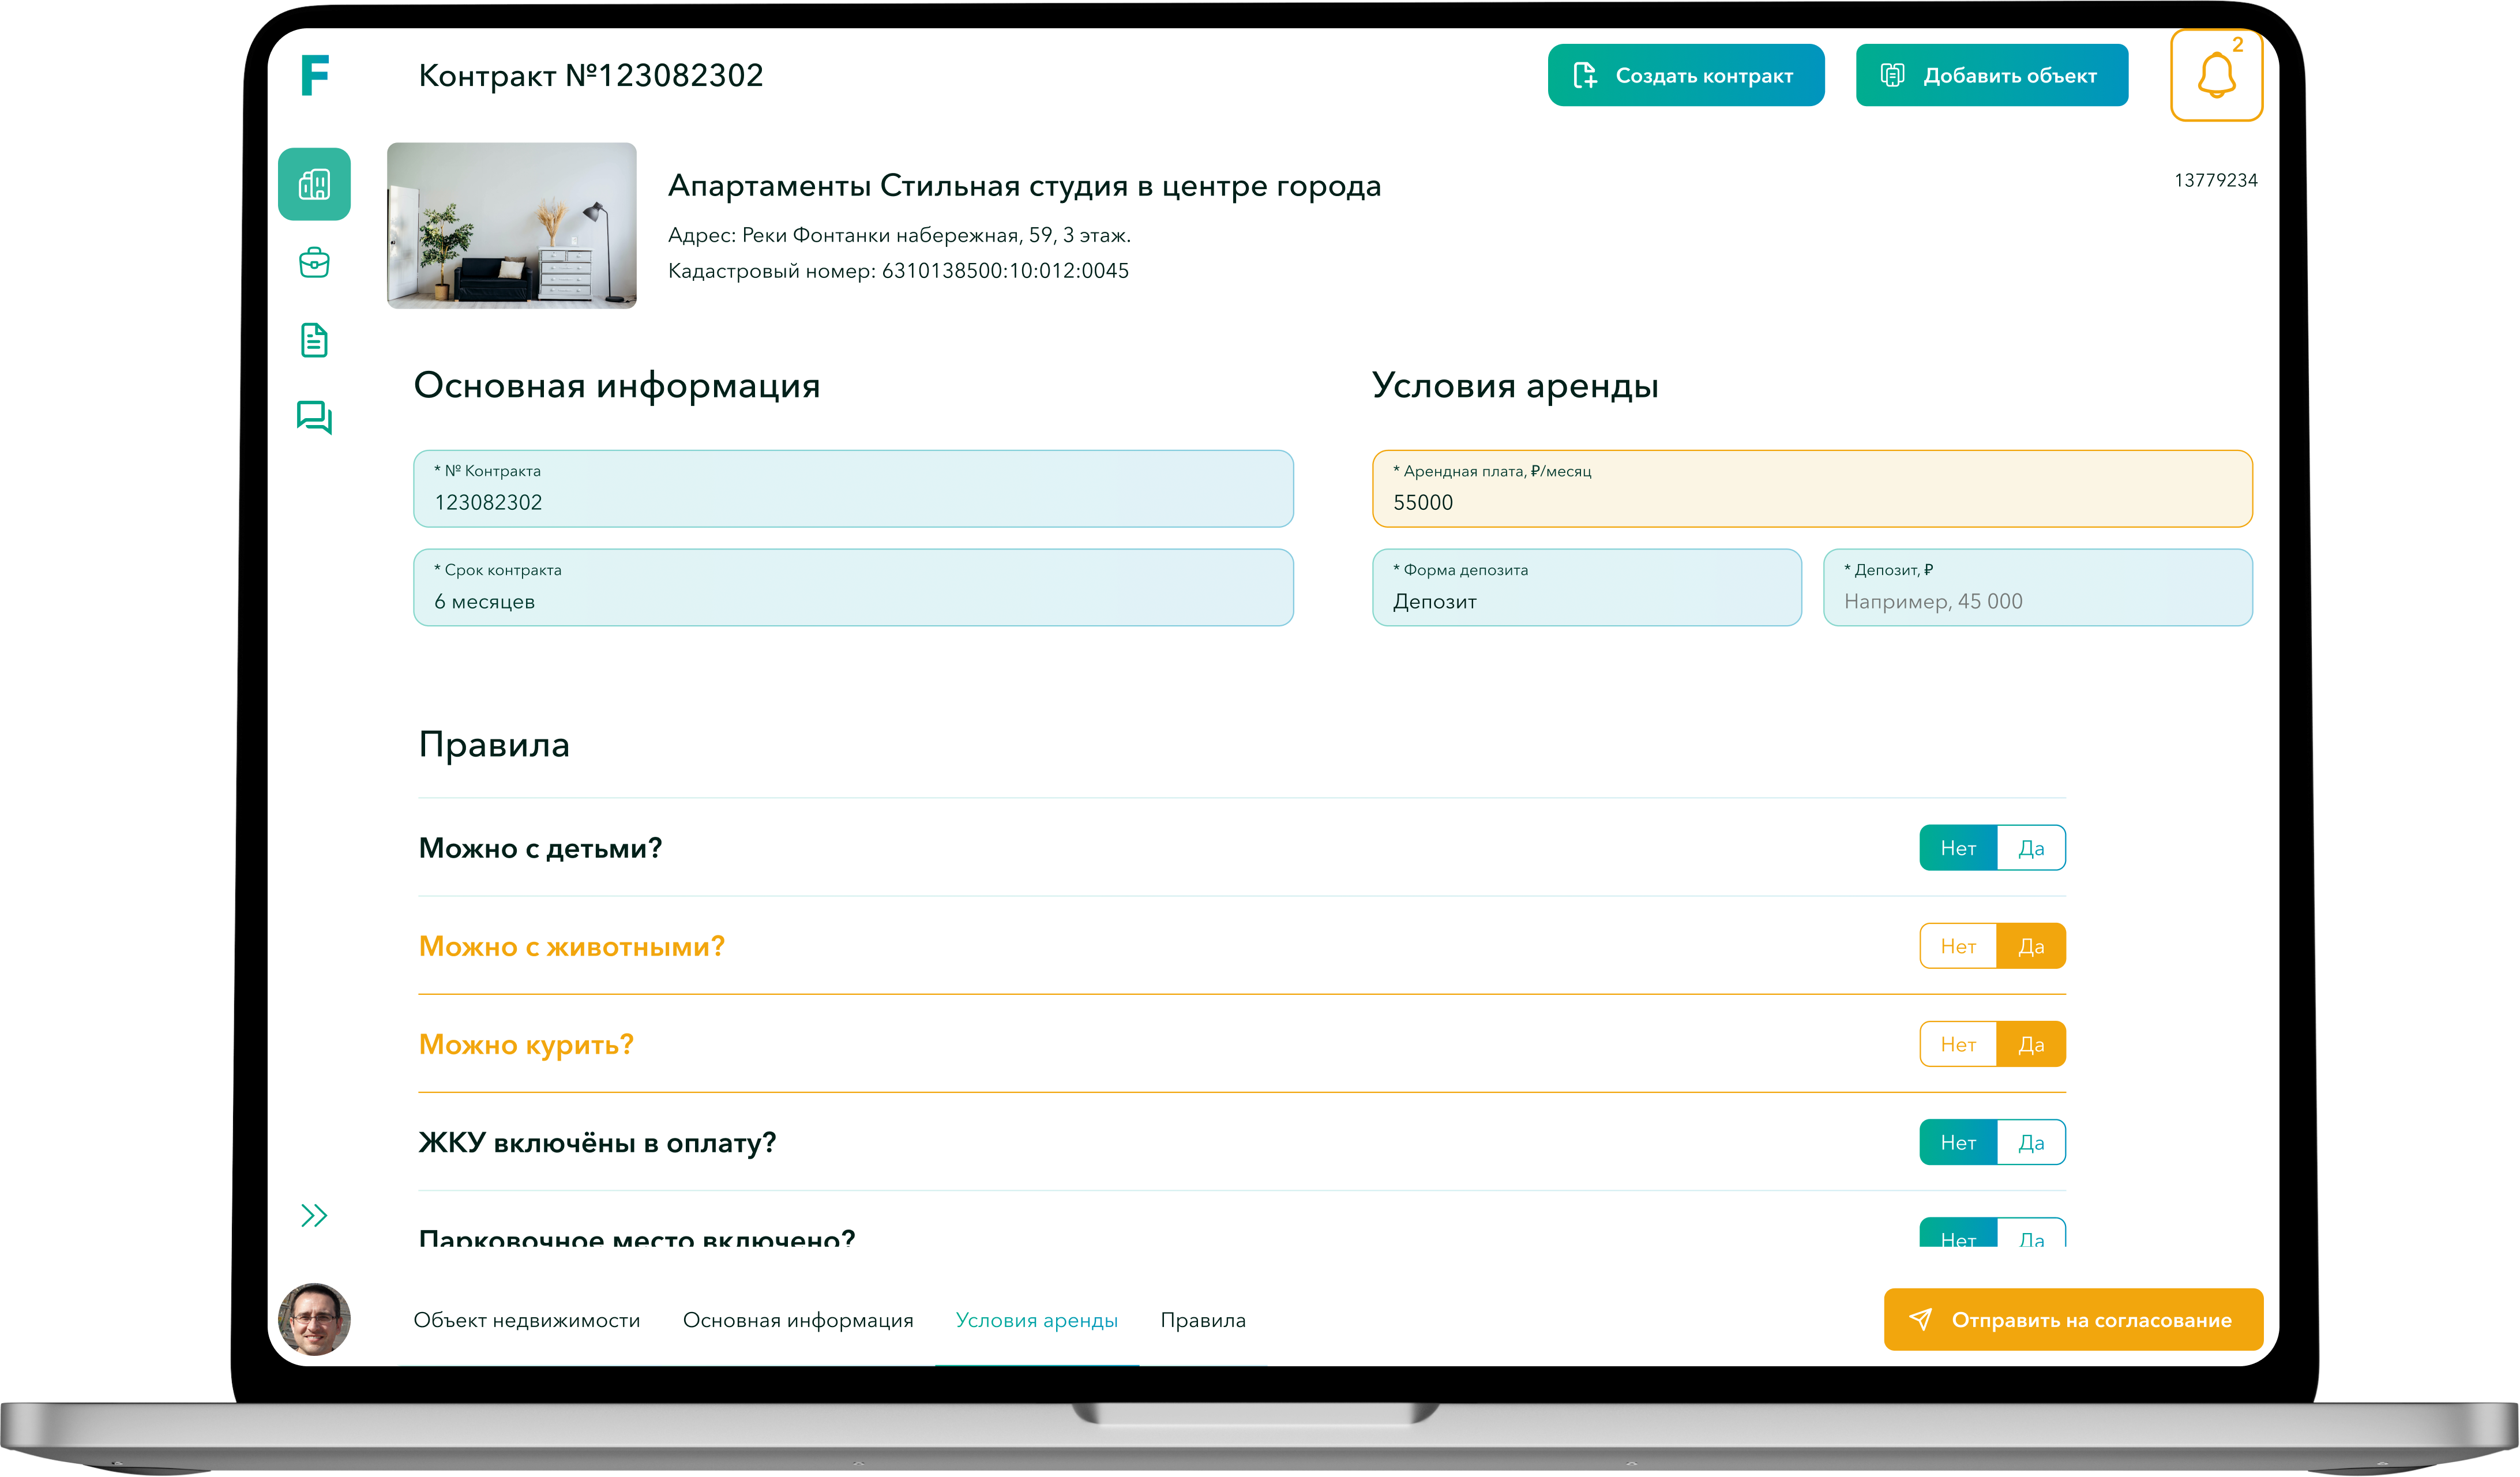 F
Контракт №123082302
Создать контракт
Добавить объект
2
Апартаменты Стильная студия в центре города
13779234
Адрес: Реки Фонтанки набережная, 59, 3 этаж.
Кадастровый номер: 6310138500:10:012:0045
Основная информация
* № Контракта
123082302
* Срок контракта
6 месяцев
Условия аренды
* Арендная плата, ₽/месяц
55000
* Форма депозита
Депозит
* Депозит, ₽
Например, 45 000
Правила
Можно с детьми?
Нет Да
Можно с животными?
Нет Да
Можно курить?
Нет Да
ЖКУ включёны в оплату?
Нет Да
Парковочное место включено?
Нет Да
Объект недвижимости Основная информация Условия аренды Правила
Отправить на согласование